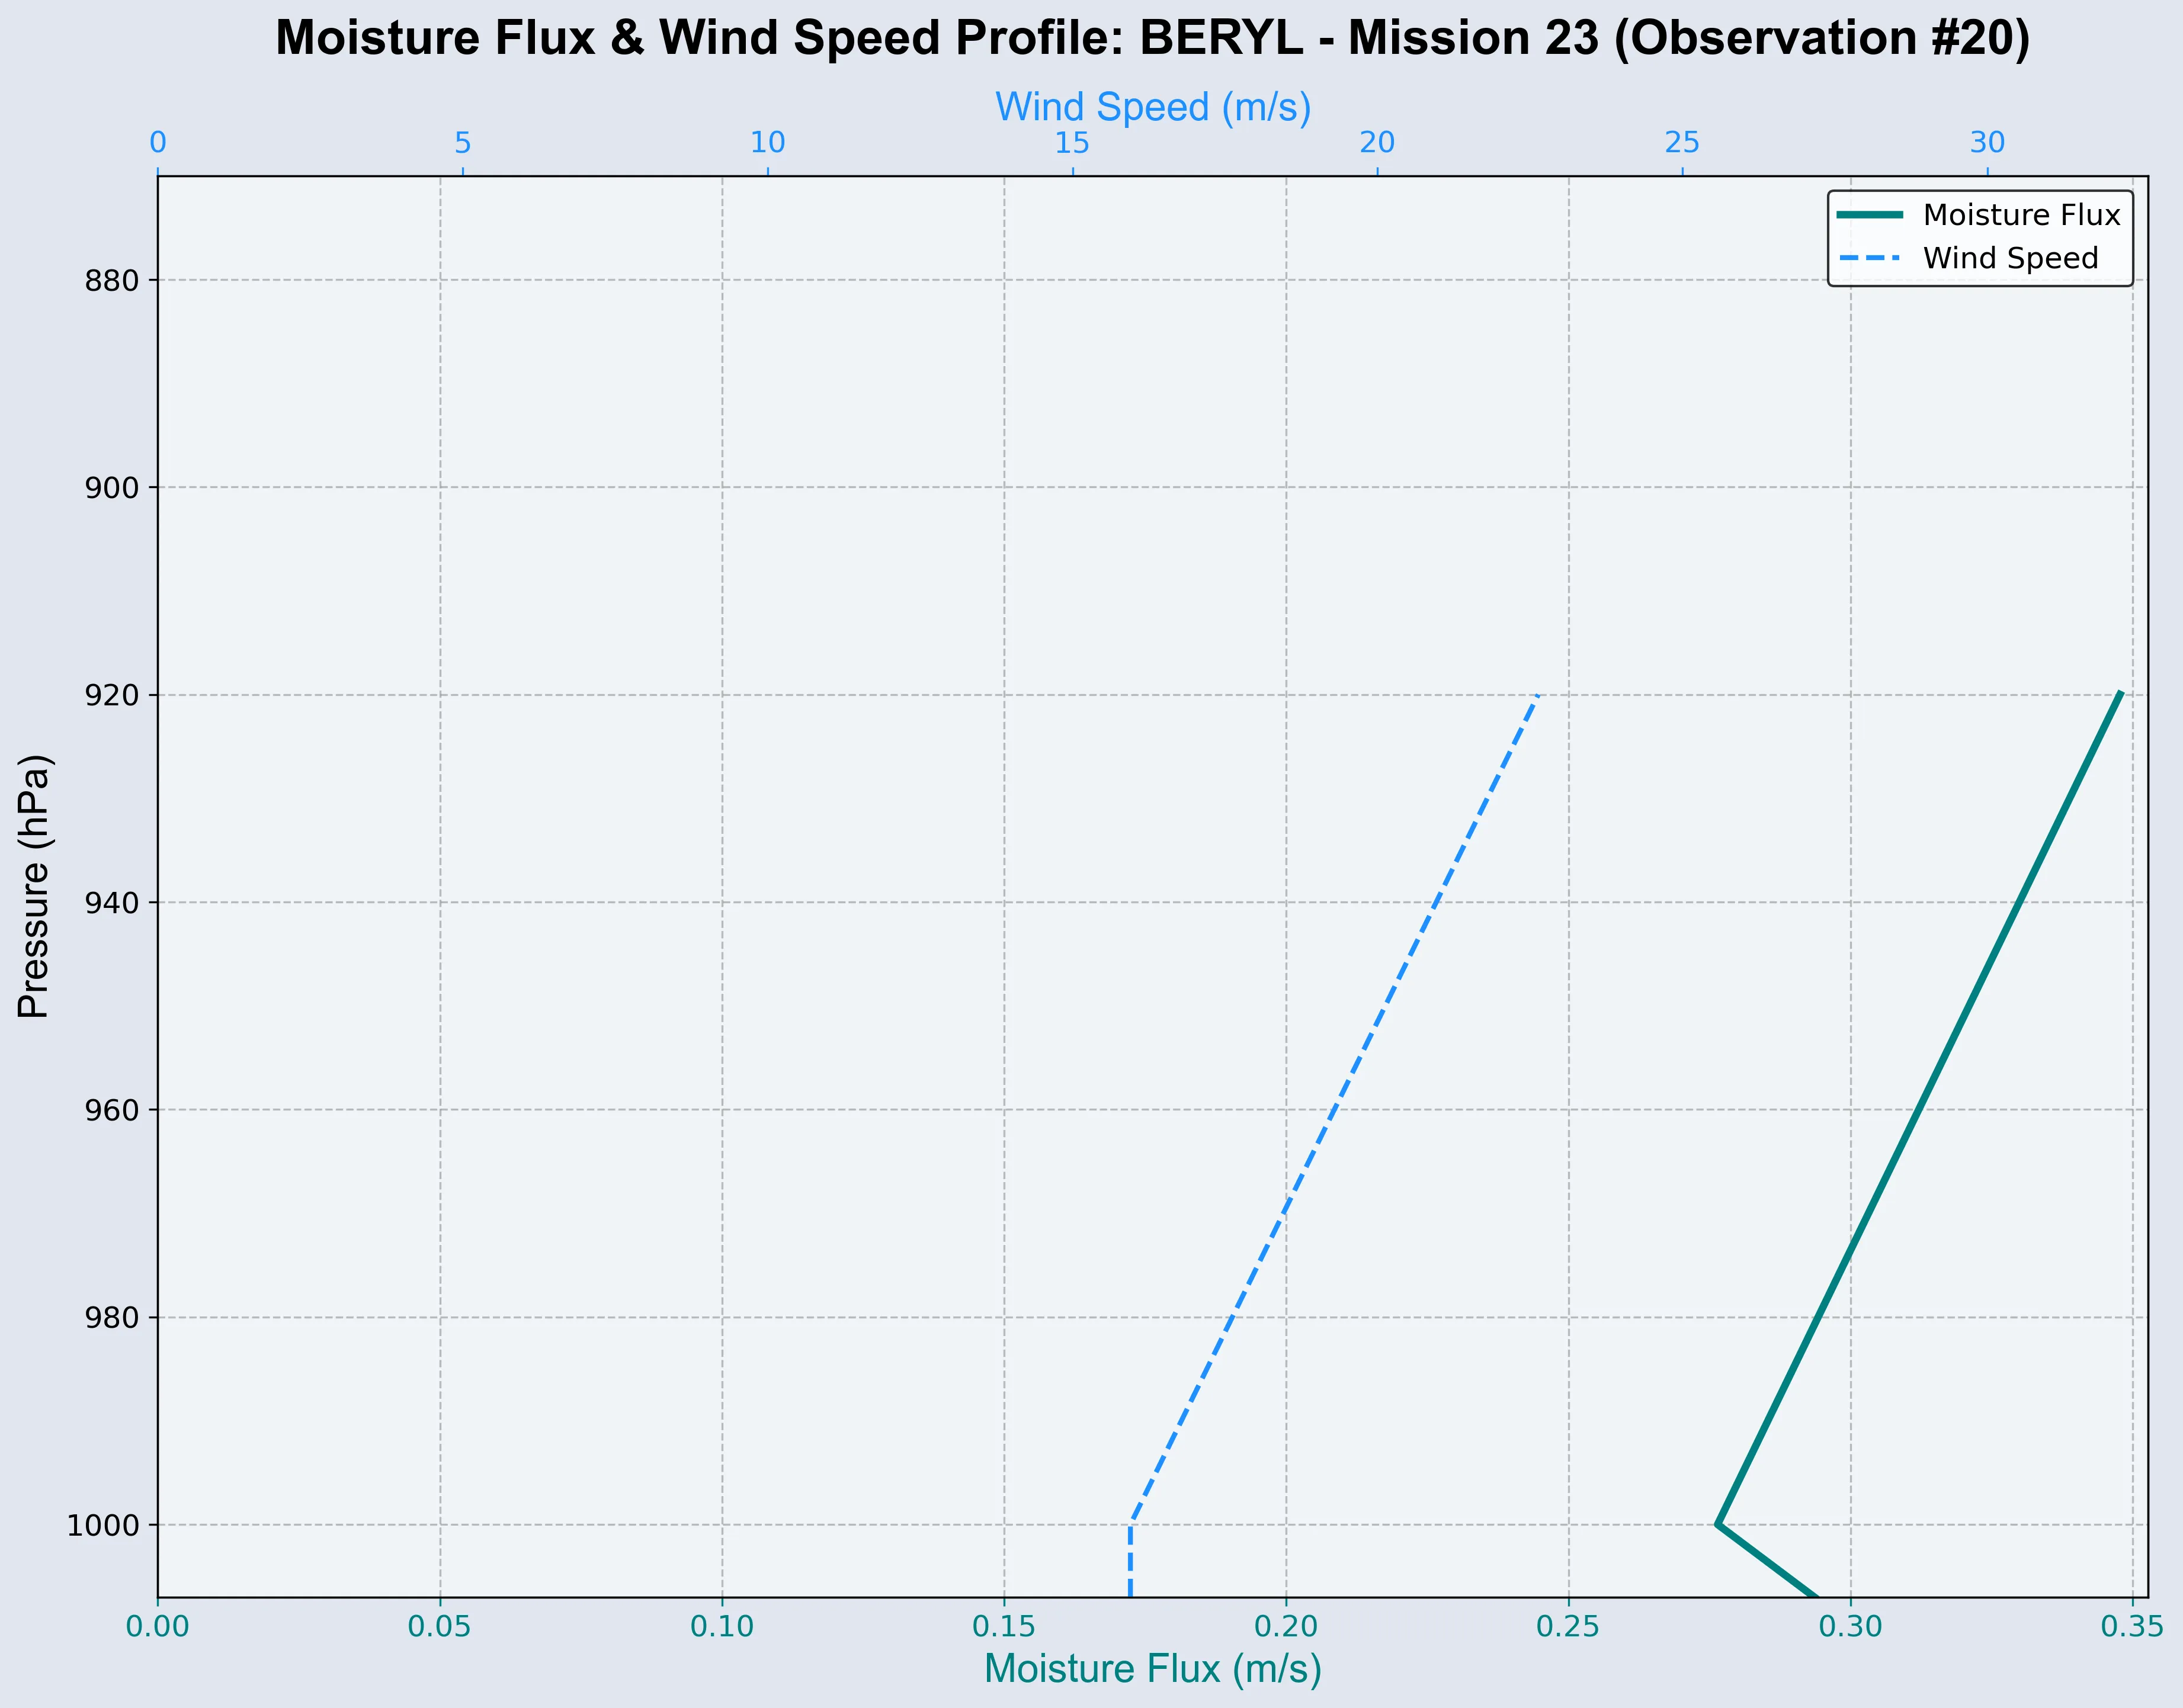 Moisture Flux & Wind Speed Profile: BERYL - Mission 23 (Observation #20)
Wind Speed (m/s)
0 5 10 15 20 25 30
Moisture Flux
Wind Speed
880
900
920
940
960
980
1000
Pressure (hPa)
0.00 0.05 0.10 0.15 0.20 0.25 0.30 0.35
Moisture Flux (m/s)